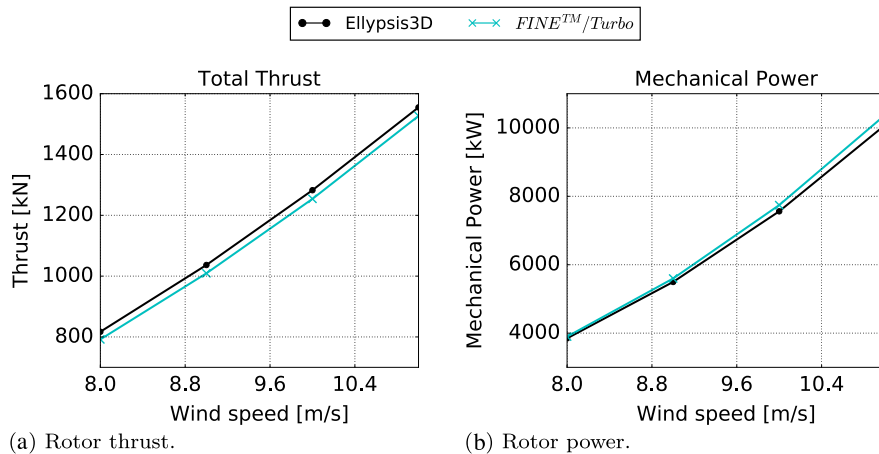 Ellypsis3D
FINE™/Turbo
Total Thrust
Thrust [kN]
1600
1400
1200
1000
800
8.0 8.8 9.6 10.4
Wind speed [m/s]
(a) Rotor thrust.
Mechanical Power
Mechanical Power [kW]
10000
8000
6000
4000
8.0 8.8 9.6 10.4
Wind speed [m/s]
(b) Rotor power.